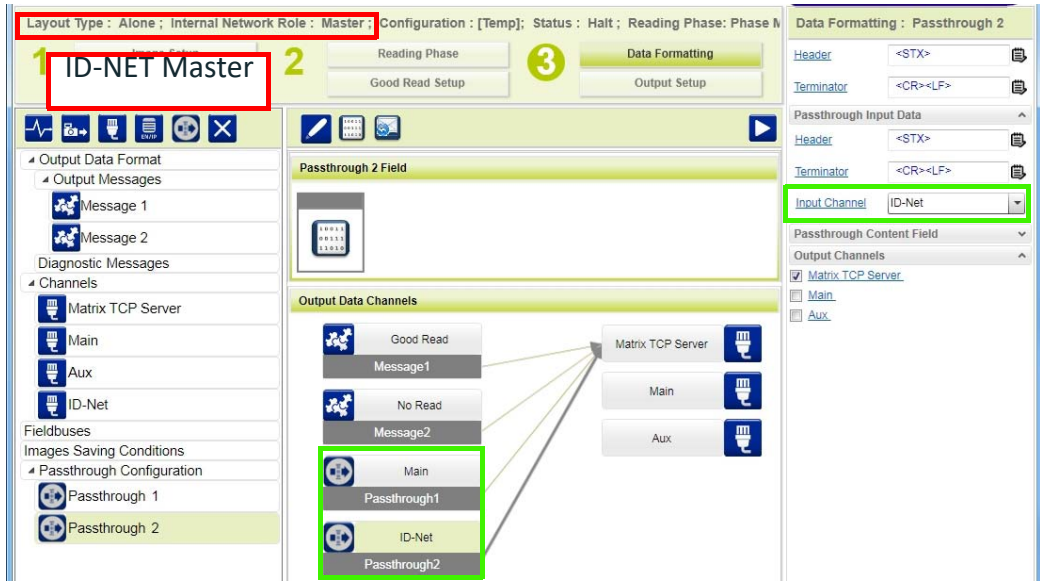 Layout Type : Alone ; Internal Network Role : Master ; Configuration : [Temp]; Status : Halt ; Reading Phase: Phase M
1
ID-NET Master
2
Reading Phase
Good Read Setup
3
Data Formatting
Output Setup
EN/IP
Output Data Format
Output Messages
Message 1
Message 2
Diagnostic Messages
Channels
Matrix TCP Server
Main
Aux
ID-Net
Fieldbuses
Images Saving Conditions
Passthrough Configuration
Passthrough 1
Passthrough 2
Passthrough 2 Field
Output Data Channels
Good Read
Message1
No Read
Message2
Main
Passthrough1
ID-Net
Passthrough2
Matrix TCP Server
Main
Aux
Data Formatting : Passthrough 2
Header <STX>
Terminator <CR><LF>
Passthrough Input Data
Header <STX>
Terminator <CR><LF>
Input Channel ID-Net
Passthrough Content Field
Output Channels
Matrix TCP Server
Main
Aux